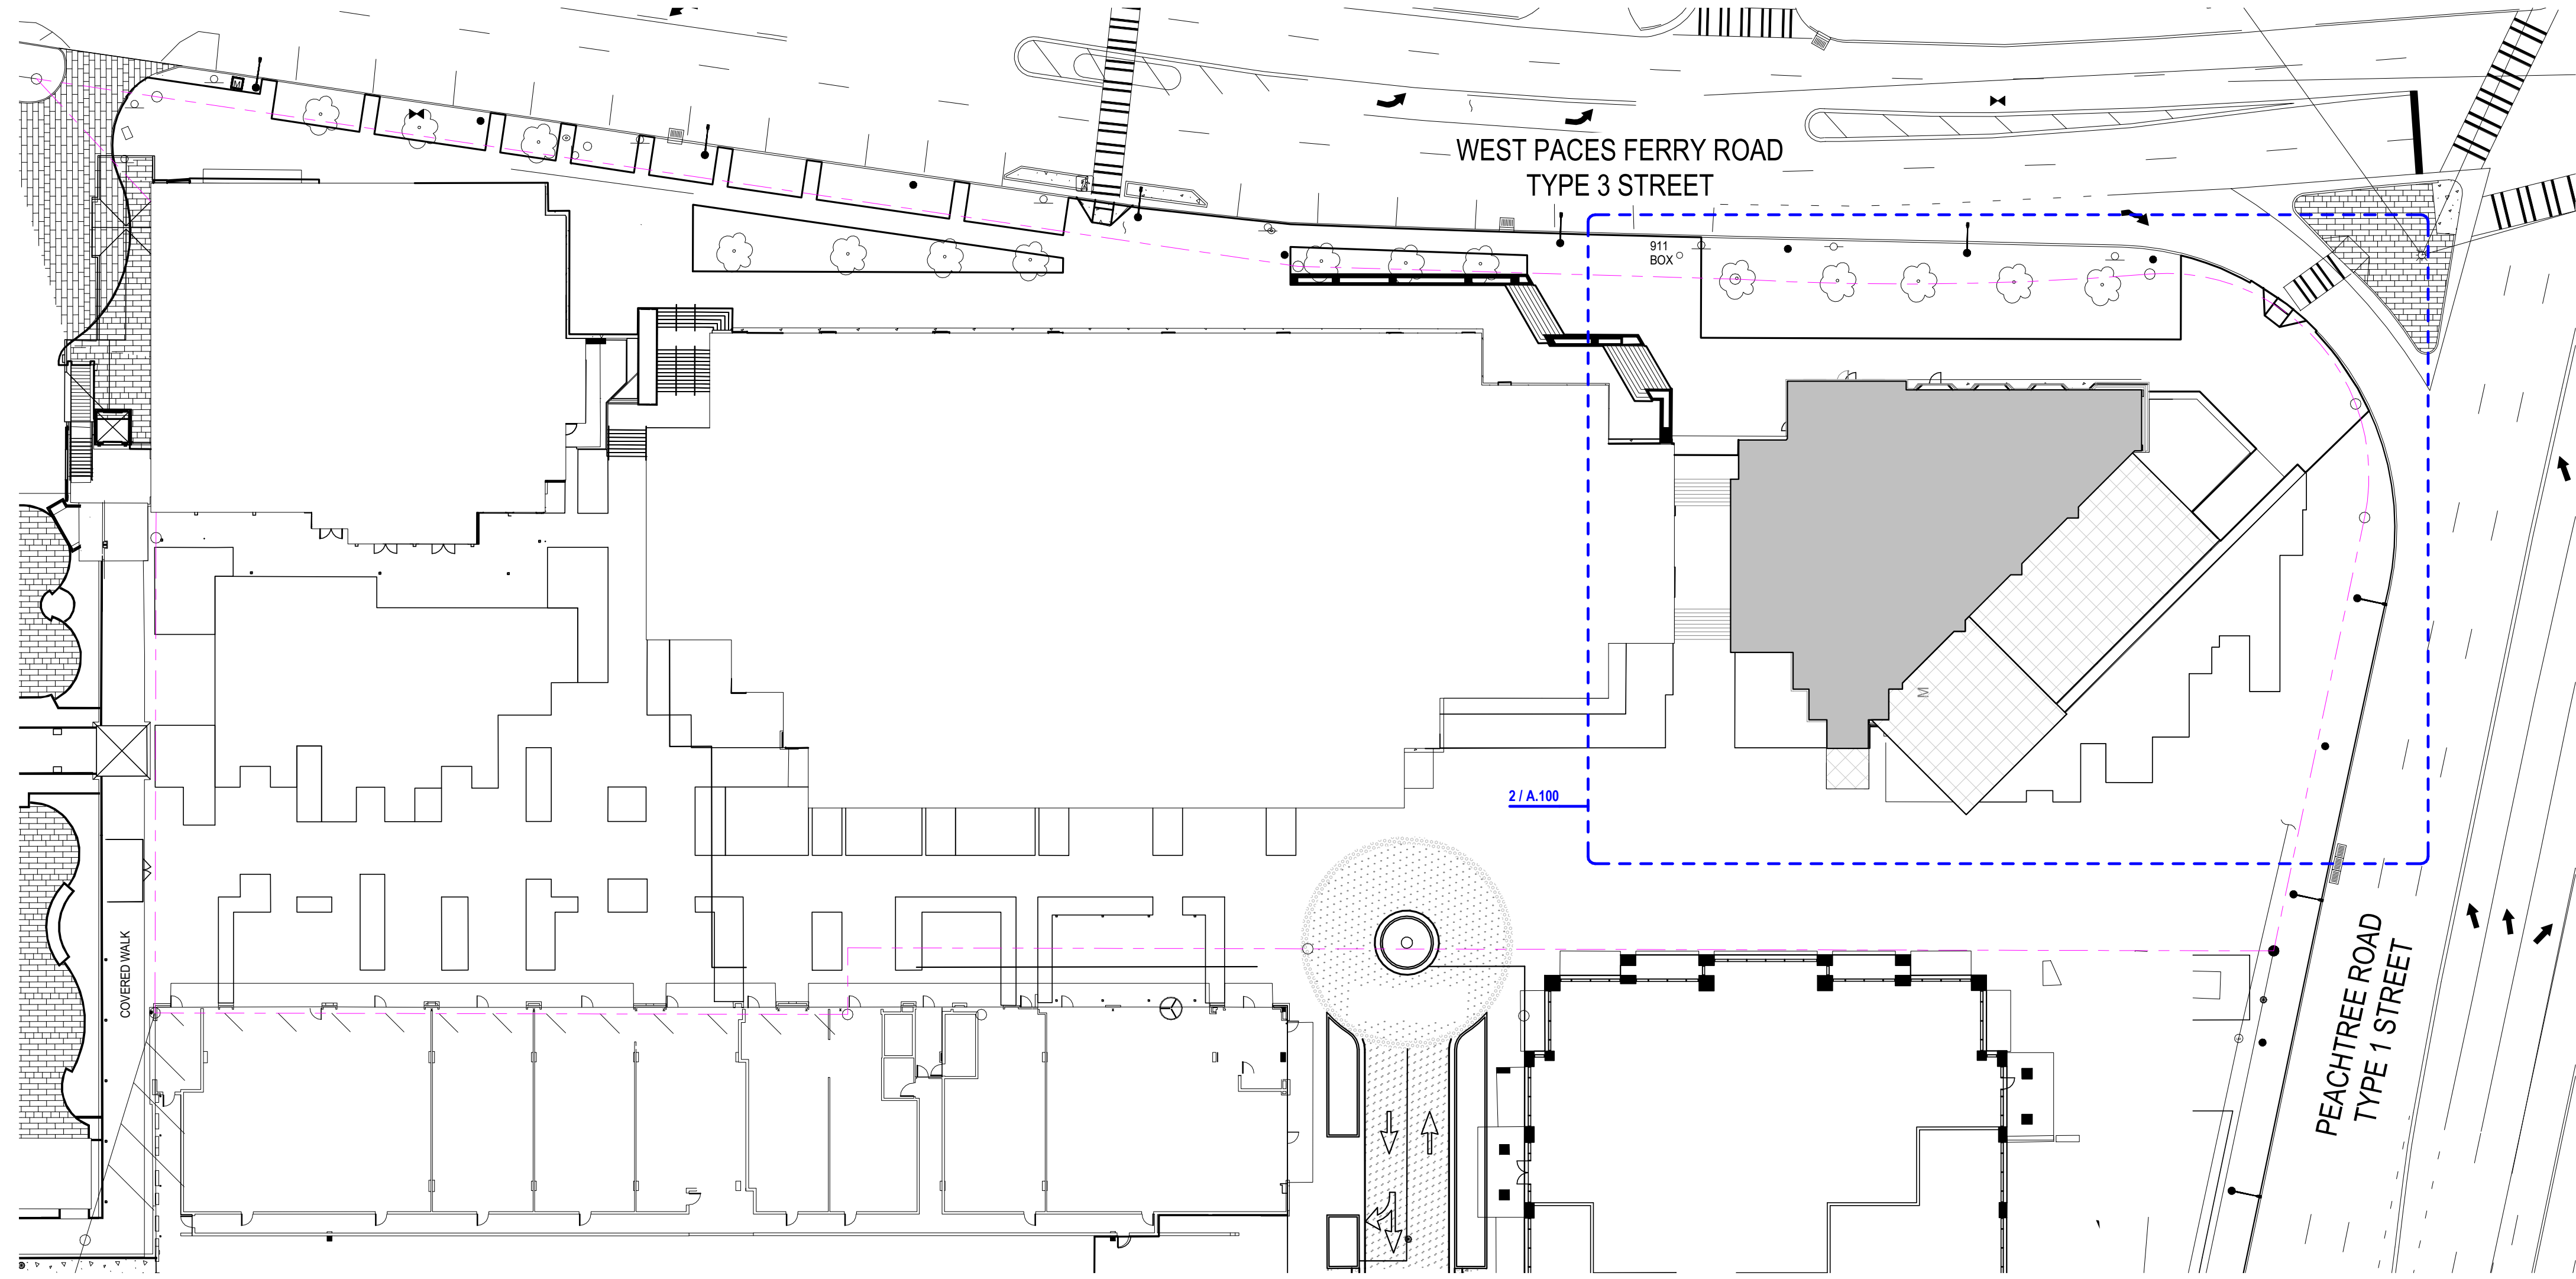 WEST PACES FERRY ROAD
TYPE 3 STREET
911
BOX
M
M
2 / A.100
COVERED WALK
PEACHTREE ROAD
TYPE 1 STREET